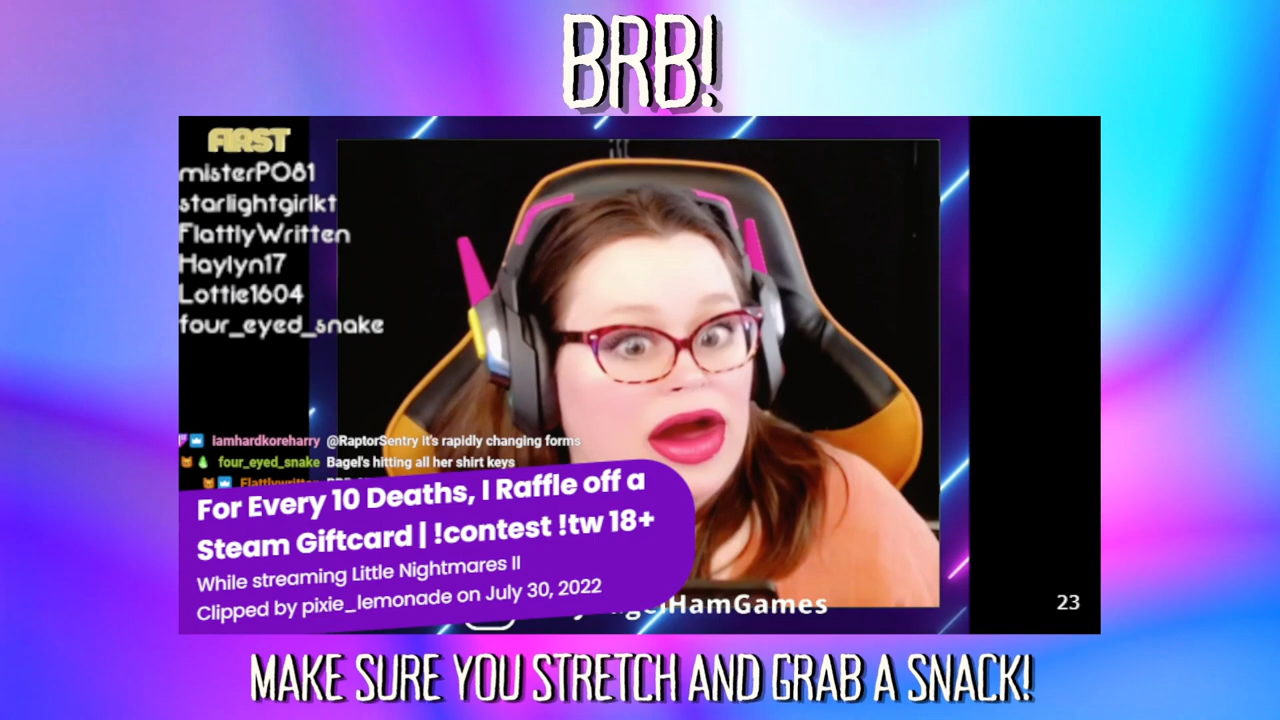 BRB!
FIRST
misterPO81
starlightgirlkt
FlattlyWritten
Haylyn17
Lottie1604
four_eyed_snake
iamhardkoreharry @RaptorSentry it's rapidly changing forms
four_eyed_snake Bagel's hitting all her shirt keys
Flattlywritten
For Every 10 Deaths, I Raffle off a
Steam Giftcard | !contest !tw 18+
While streaming Little Nightmares II
Clipped by pixie_lemonade on July 30, 2022
HamGames
23
MAKE SURE YOU STRETCH AND GRAB A SNACK!